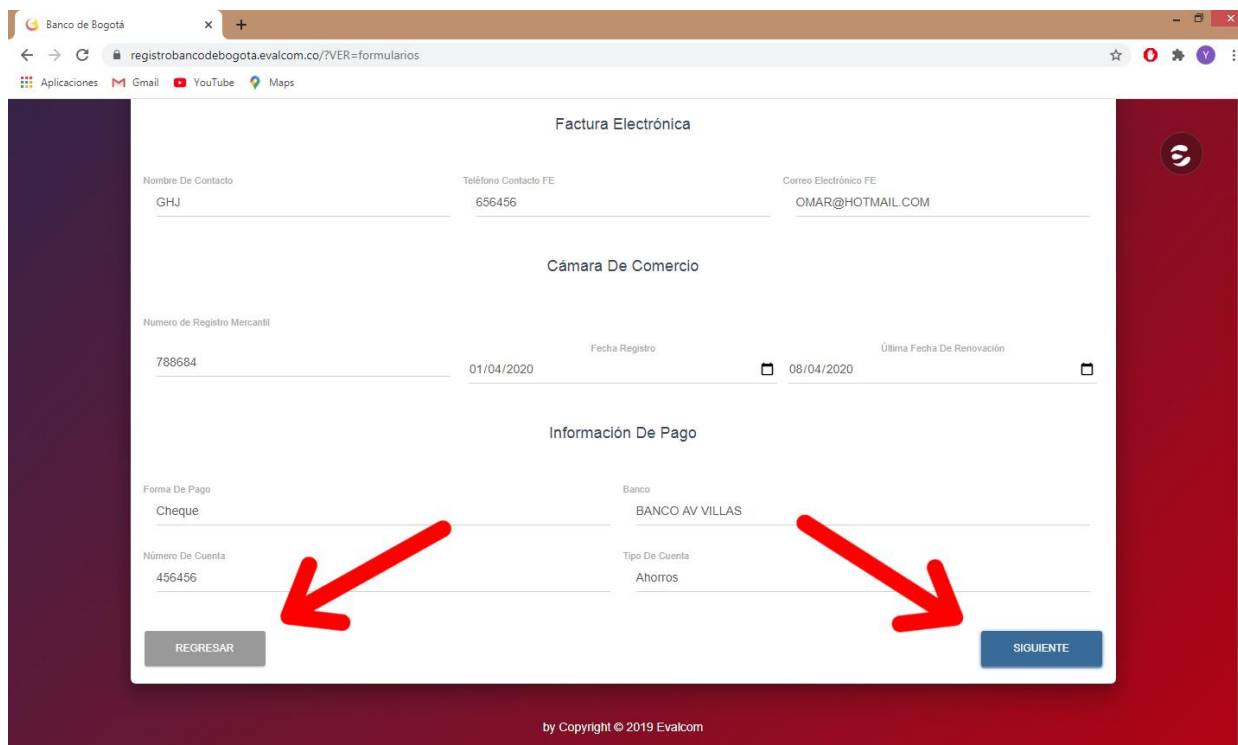 Banco de Bogotá
registrobancodebogota.evalcom.co/?VER=formularios
Y
Aplicaciones Gmail YouTube Maps
Factura Electrónica
Nombre De Contacto Teléfono Contacto FE Correo Electrónico FE
GHJ 656456 OMAR@HOTMAIL.COM
Cámara De Comercio
Numero de Registro Mercantil
Fecha Registro Última Fecha De Renovación
788684 01/04/2020 08/04/2020
Información De Pago
Forma De Pago Banco
Cheque BANCO AV VILLAS
Número De Cuenta Tipo De Cuenta
456456 Ahorros
REGRESAR SIGUIENTE
by Copyright © 2019 Evalcom